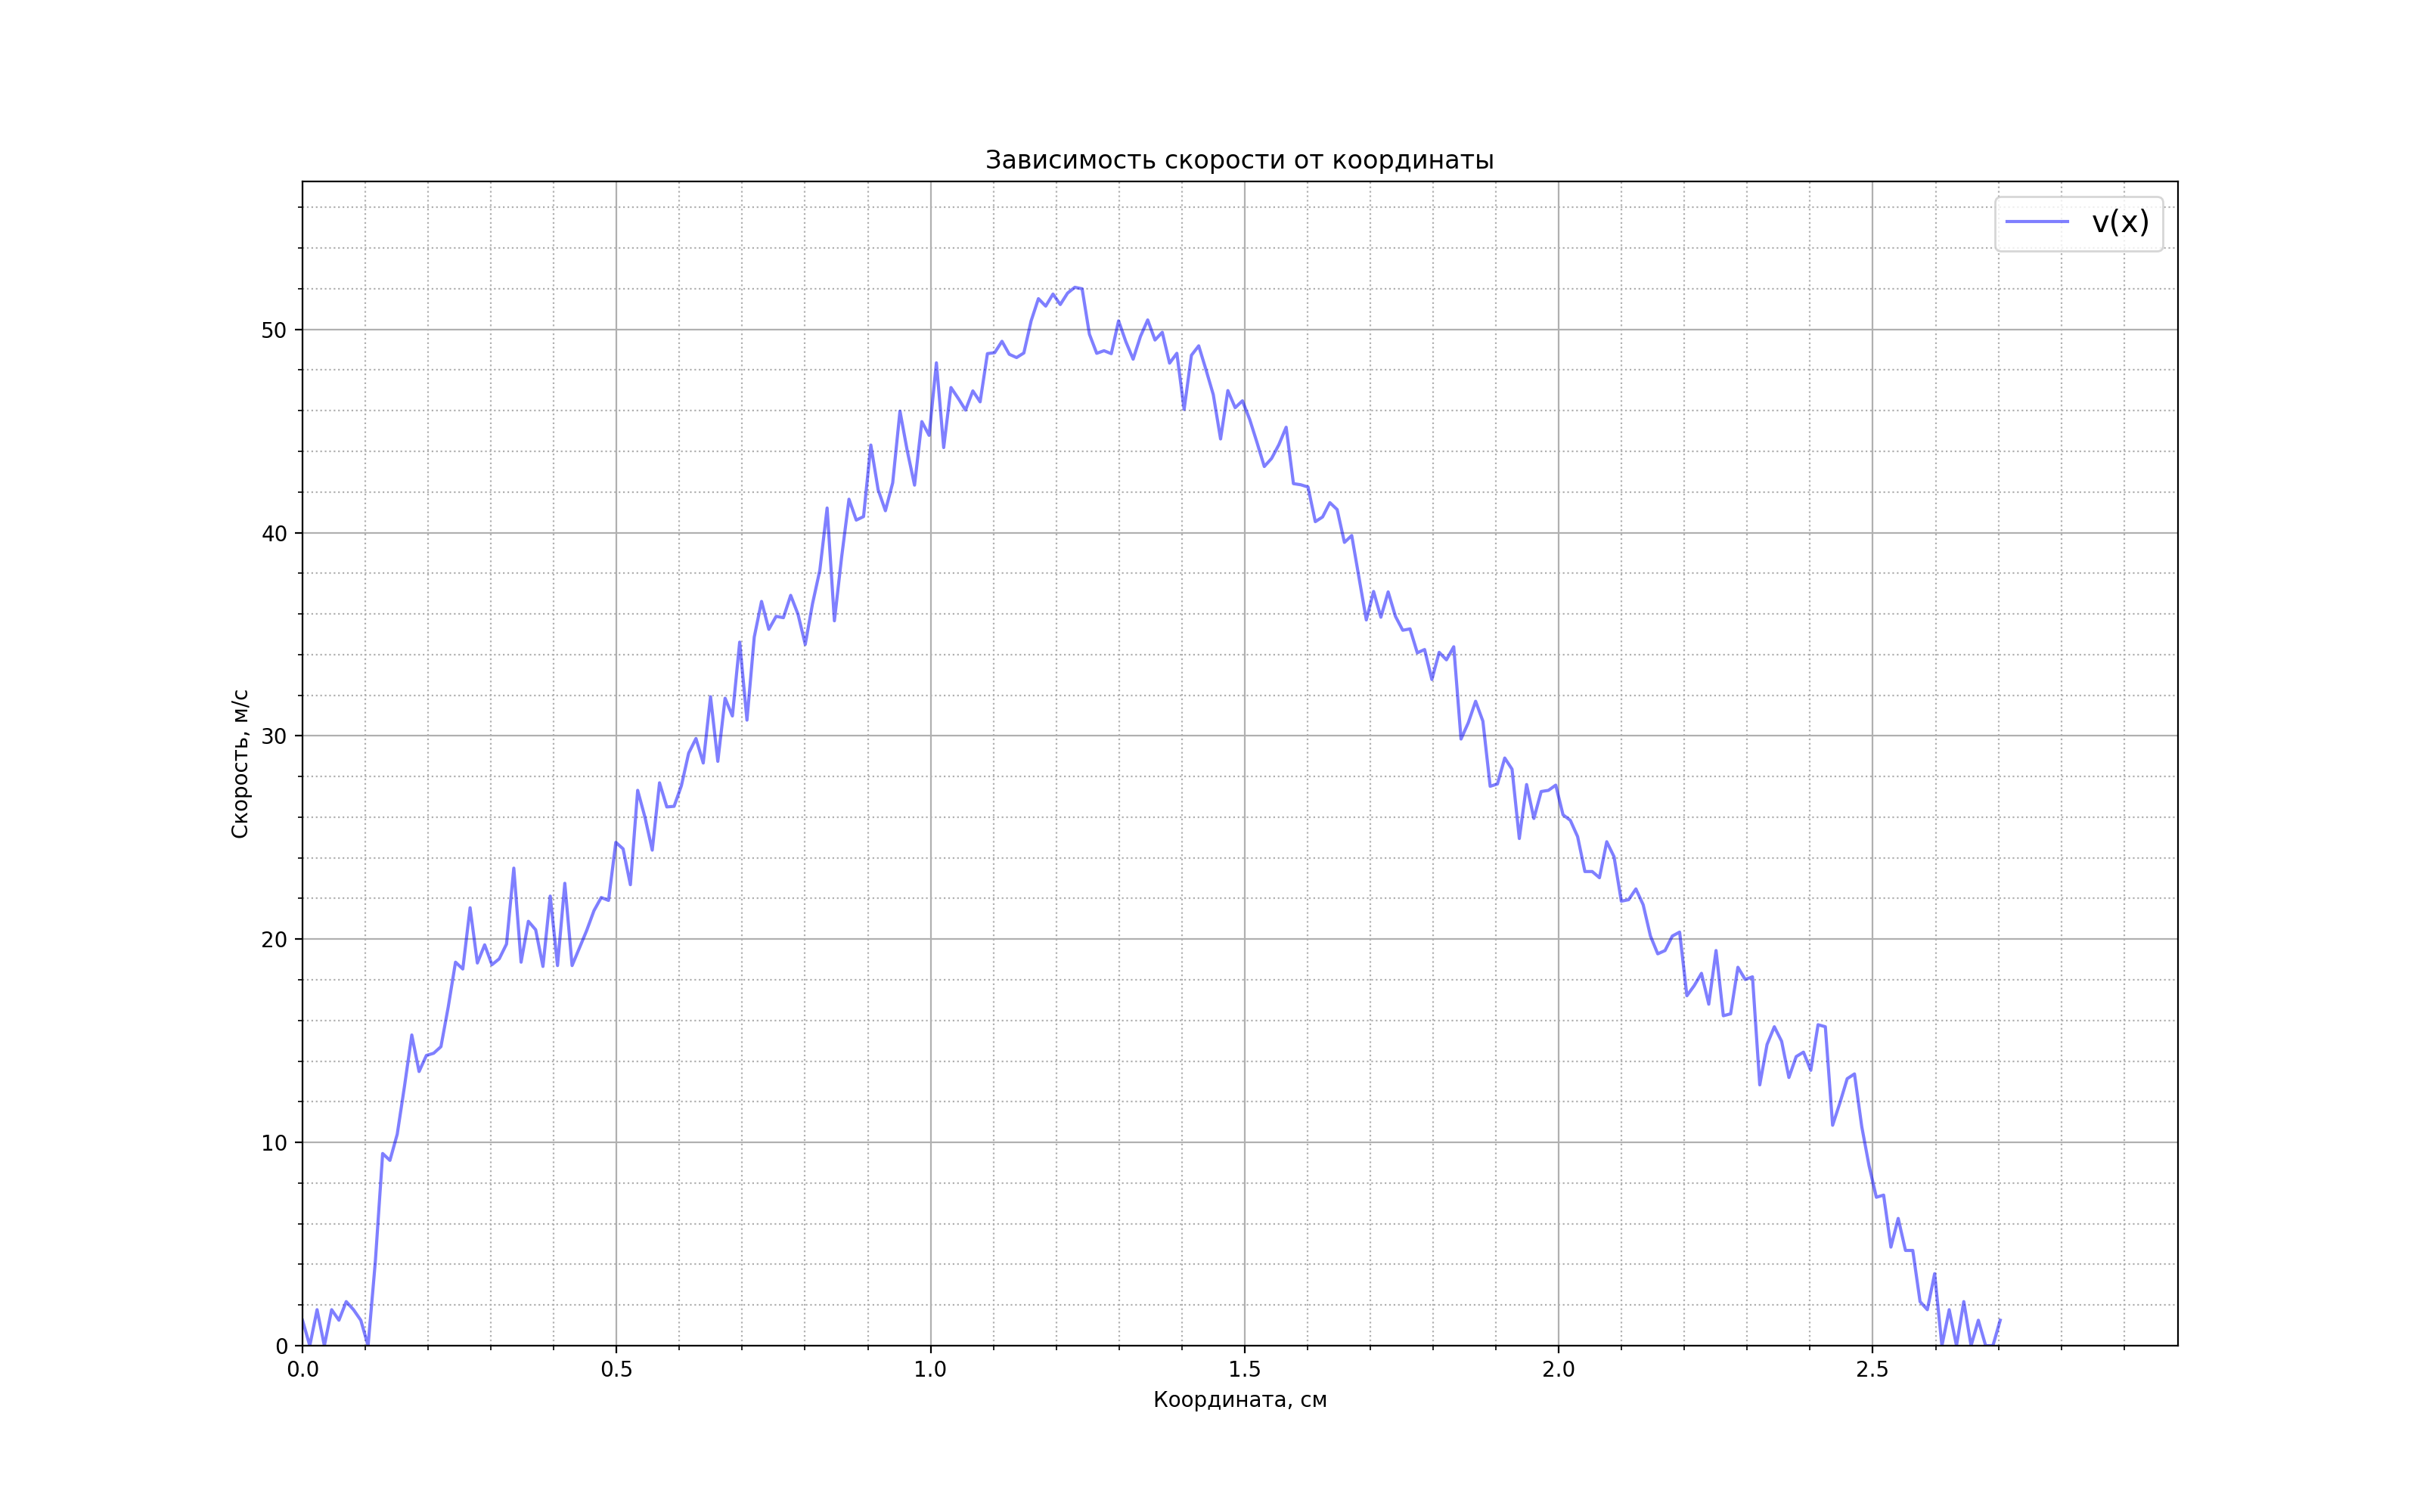 Зависимость скорости от координаты
v(x)
50
40
30
20
10
0
Скорость, м/с
0.0 0.5 1.0 1.5 2.0 2.5
Координата, см